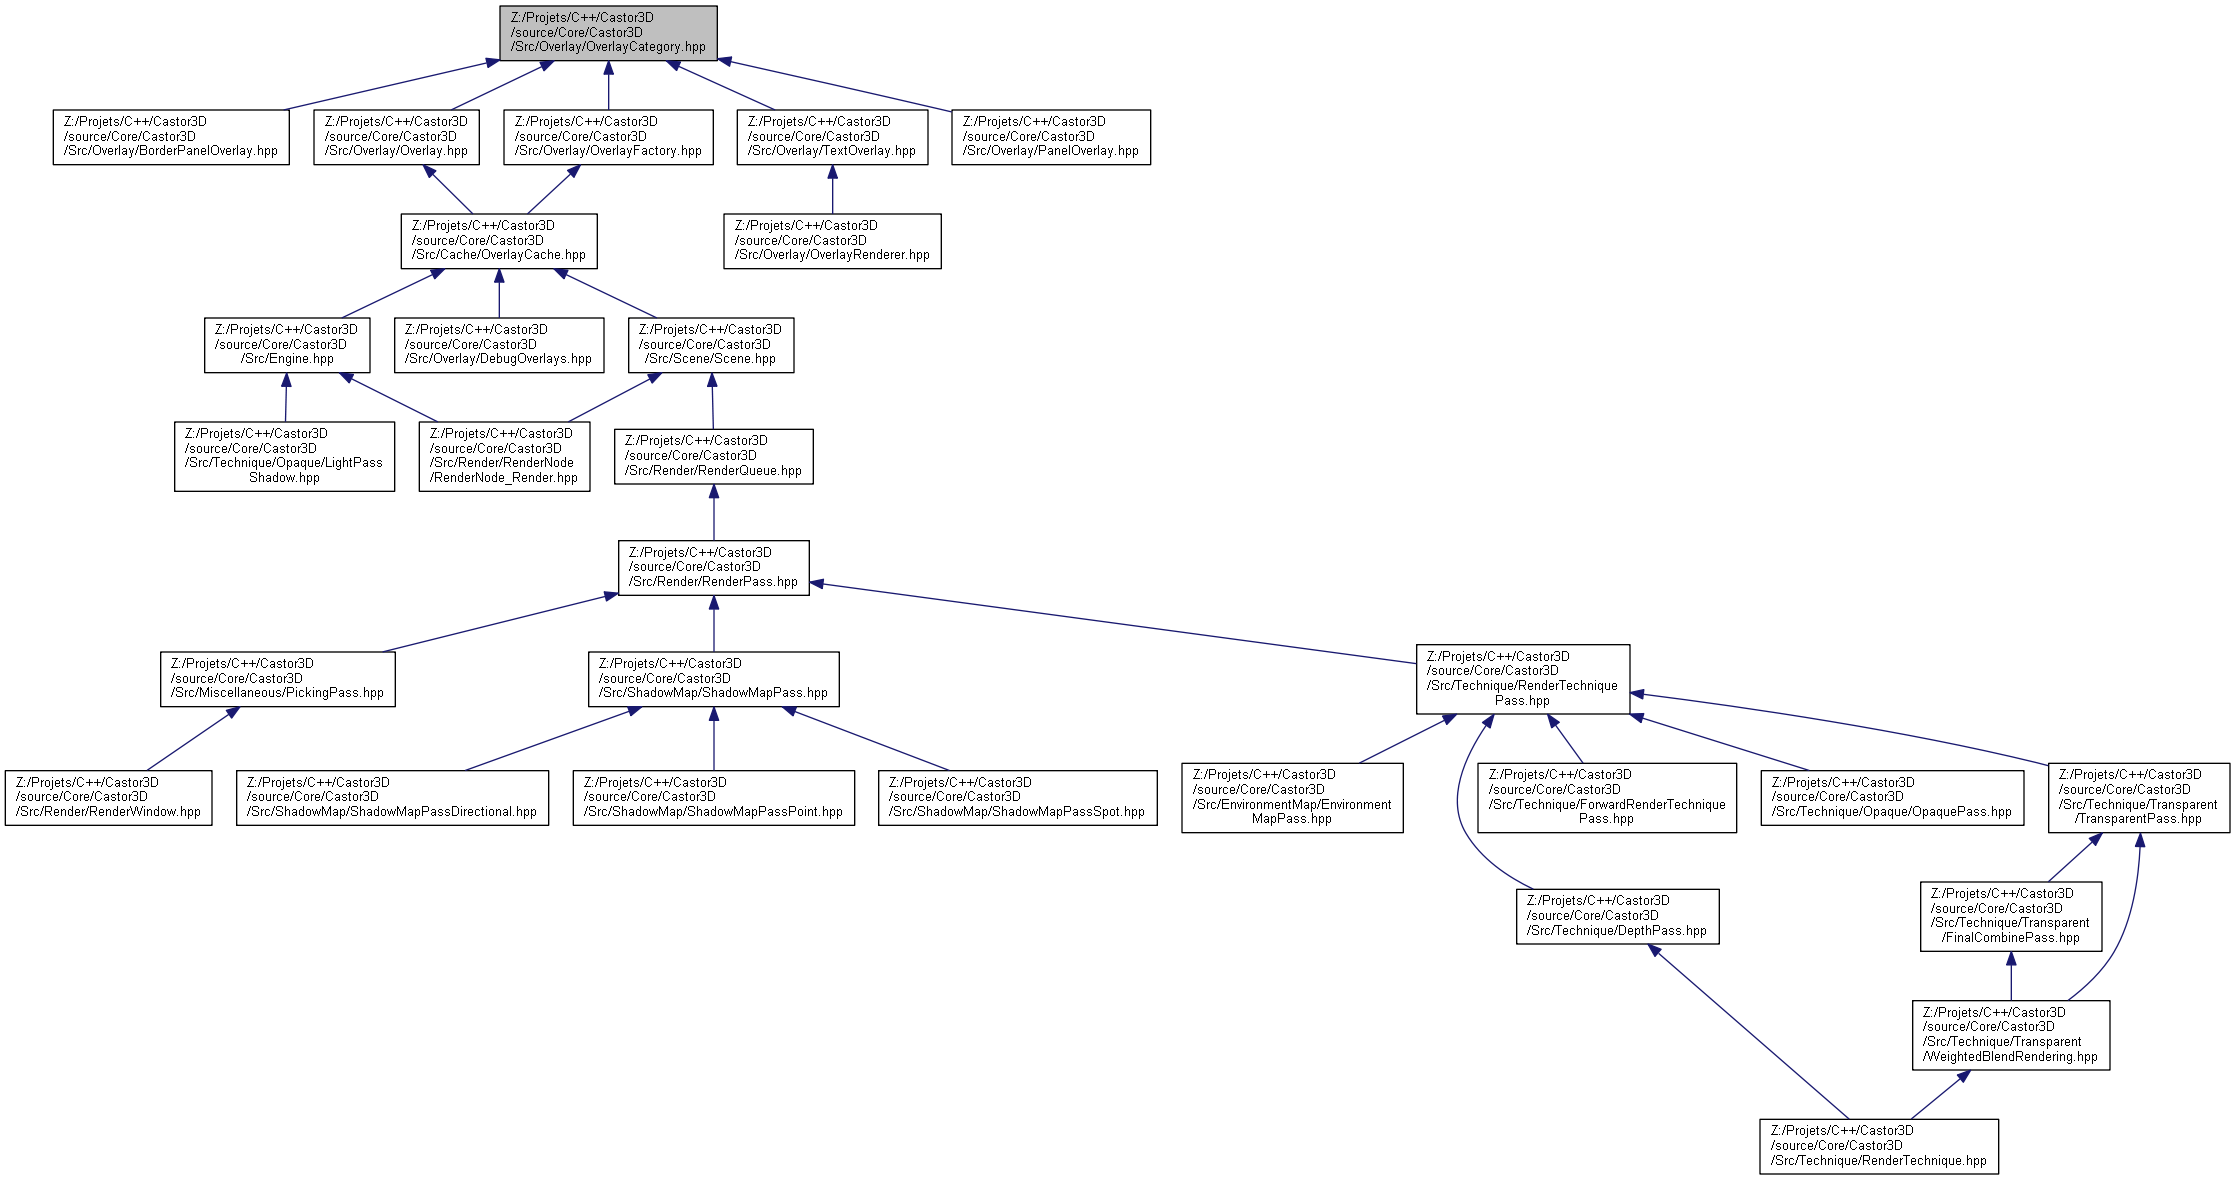 Z:/Projets/C++/Castor3D
/source/Core/Castor3D
/Src/Overlay/OverlayCategory.hpp
Z:/Projets/C++/Castor3D
/source/Core/Castor3D
/Src/Overlay/BorderPanelOverlay.hpp
Z:/Projets/C++/Castor3D
/source/Core/Castor3D
/Src/Overlay/Overlay.hpp
Z:/Projets/C++/Castor3D
/source/Core/Castor3D
/Src/Overlay/OverlayFactory.hpp
Z:/Projets/C++/Castor3D
/source/Core/Castor3D
/Src/Overlay/TextOverlay.hpp
Z:/Projets/C++/Castor3D
/source/Core/Castor3D
/Src/Overlay/PanelOverlay.hpp
Z:/Projets/C++/Castor3D
/source/Core/Castor3D
/Src/Cache/OverlayCache.hpp
Z:/Projets/C++/Castor3D
/source/Core/Castor3D
/Src/Overlay/OverlayRenderer.hpp
Z:/Projets/C++/Castor3D
/source/Core/Castor3D
/Src/Engine.hpp
Z:/Projets/C++/Castor3D
/source/Core/Castor3D
/Src/Overlay/DebugOverlays.hpp
Z:/Projets/C++/Castor3D
/source/Core/Castor3D
/Src/Scene/Scene.hpp
Z:/Projets/C++/Castor3D
/source/Core/Castor3D
/Src/Technique/Opaque/LightPass
Shadow.hpp
Z:/Projets/C++/Castor3D
/source/Core/Castor3D
/Src/Render/RenderNode
/RenderNode_Render.hpp
Z:/Projets/C++/Castor3D
/source/Core/Castor3D
/Src/Render/RenderQueue.hpp
Z:/Projets/C++/Castor3D
/source/Core/Castor3D
/Src/Render/RenderPass.hpp
Z:/Projets/C++/Castor3D
/source/Core/Castor3D
/Src/Miscellaneous/PickingPass.hpp
Z:/Projets/C++/Castor3D
/source/Core/Castor3D
/Src/ShadowMap/ShadowMapPass.hpp
Z:/Projets/C++/Castor3D
/source/Core/Castor3D
/Src/Technique/RenderTechnique
Pass.hpp
Z:/Projets/C++/Castor3D
/source/Core/Castor3D
/Src/Render/RenderWindow.hpp
Z:/Projets/C++/Castor3D
/source/Core/Castor3D
/Src/ShadowMap/ShadowMapPassDirectional.hpp
Z:/Projets/C++/Castor3D
/source/Core/Castor3D
/Src/ShadowMap/ShadowMapPassPoint.hpp
Z:/Projets/C++/Castor3D
/source/Core/Castor3D
/Src/ShadowMap/ShadowMapPassSpot.hpp
Z:/Projets/C++/Castor3D
/source/Core/Castor3D
/Src/EnvironmentMap/Environment
MapPass.hpp
Z:/Projets/C++/Castor3D
/source/Core/Castor3D
/Src/Technique/ForwardRenderTechnique
Pass.hpp
Z:/Projets/C++/Castor3D
/source/Core/Castor3D
/Src/Technique/Opaque/OpaquePass.hpp
Z:/Projets/C++/Castor3D
/source/Core/Castor3D
/Src/Technique/Transparent
/TransparentPass.hpp
Z:/Projets/C++/Castor3D
/source/Core/Castor3D
/Src/Technique/DepthPass.hpp
Z:/Projets/C++/Castor3D
/source/Core/Castor3D
/Src/Technique/Transparent
/FinalCombinePass.hpp
Z:/Projets/C++/Castor3D
/source/Core/Castor3D
/Src/Technique/Transparent
/WeightedBlendRendering.hpp
Z:/Projets/C++/Castor3D
/source/Core/Castor3D
/Src/Technique/RenderTechnique.hpp